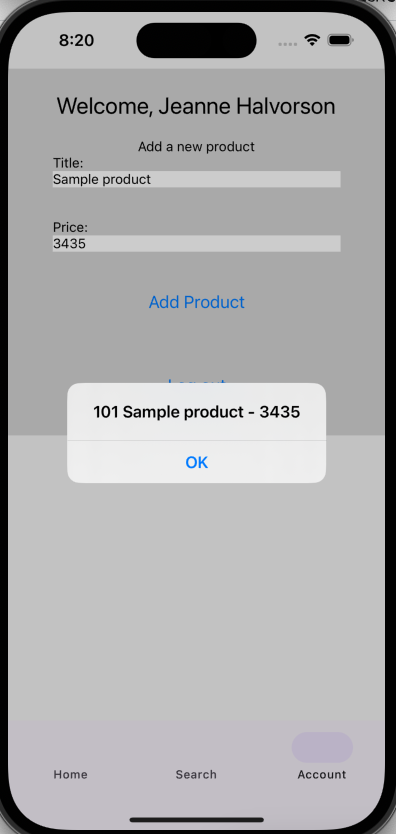 8:20
Welcome, Jeanne Halvorson
Add a new product
Title:
Sample product
Price:
3435
Add Product
101 Sample product - 3435
OK
Home
Search
Account